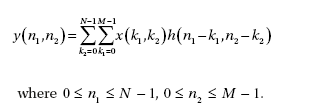 y(n₁,n₂)=∑_{k₂=0}^{N−1}∑_{k₁=0}^{M−1}x(k₁,k₂)h(n₁−k₁,n₂−k₂)
where 0 ≤ n₁ ≤ N − 1, 0 ≤ n₂ ≤ M − 1.